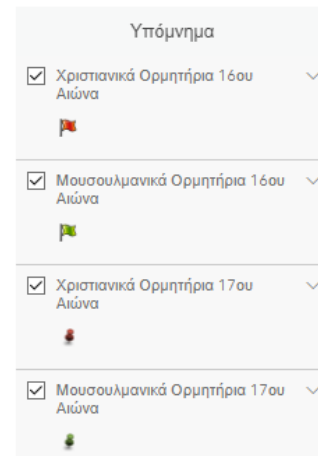 Υπόμνημα
Χριστιανικά Ορμητήρια 16ου
Αιώνα
Μουσουλμανικά Ορμητήρια 16ου
Αιώνα
Χριστιανικά Ορμητήρια 17ου
Αιώνα
Μουσουλμανικά Ορμητήρια 17ου
Αιώνα